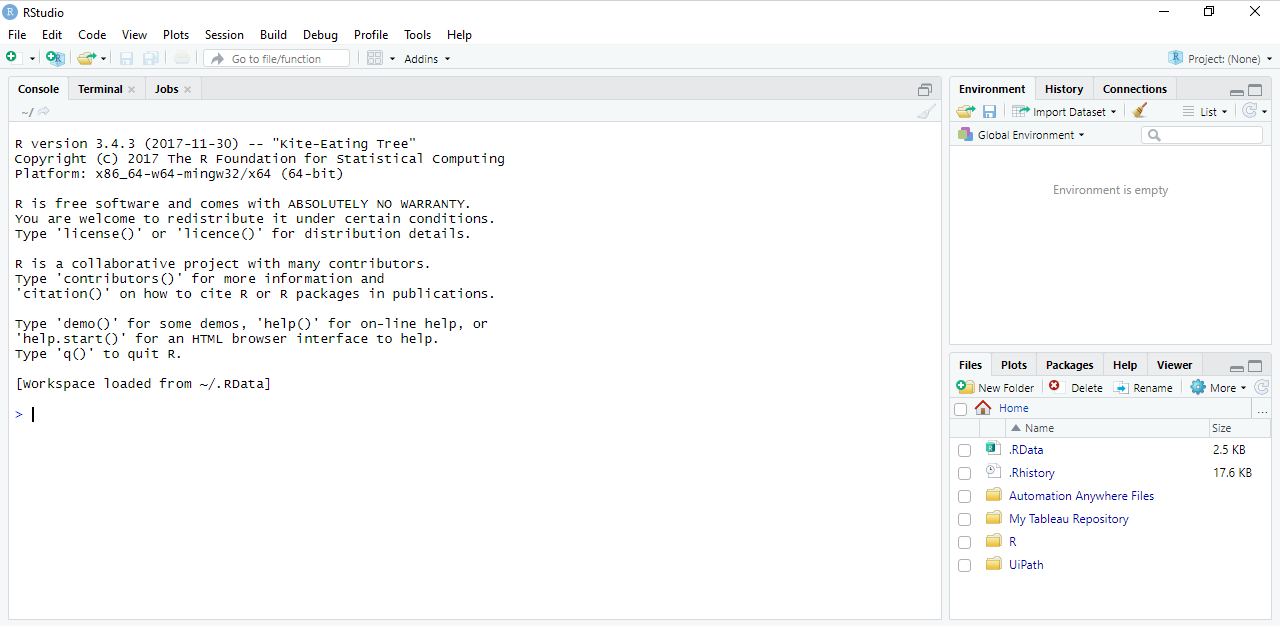 RStudio
File Edit Code View Plots Session Build Debug Profile Tools Help
Go to file/function Addins Project: (None)
Console Terminal Jobs
~/
R version 3.4.3 (2017-11-30) -- "Kite-Eating Tree"
Copyright (C) 2017 The R Foundation for Statistical Computing
Platform: x86_64-w64-mingw32/x64 (64-bit)
R is free software and comes with ABSOLUTELY NO WARRANTY.
You are welcome to redistribute it under certain conditions.
Type 'license()' or 'licence()' for distribution details.
R is a collaborative project with many contributors.
Type 'contributors()' for more information and
'citation()' on how to cite R or R packages in publications.
Type 'demo()' for some demos, 'help()' for on-line help, or
'help.start()' for an HTML browser interface to help.
Type 'q()' to quit R.
[Workspace loaded from ~/.RData]
>
Environment History Connections
Import Dataset List
Global Environment
Environment is empty
Files Plots Packages Help Viewer
New Folder Delete Rename More
Home ...
Name Size
.RData 2.5 KB
.Rhistory 17.6 KB
Automation Anywhere Files
My Tableau Repository
R
UiPath